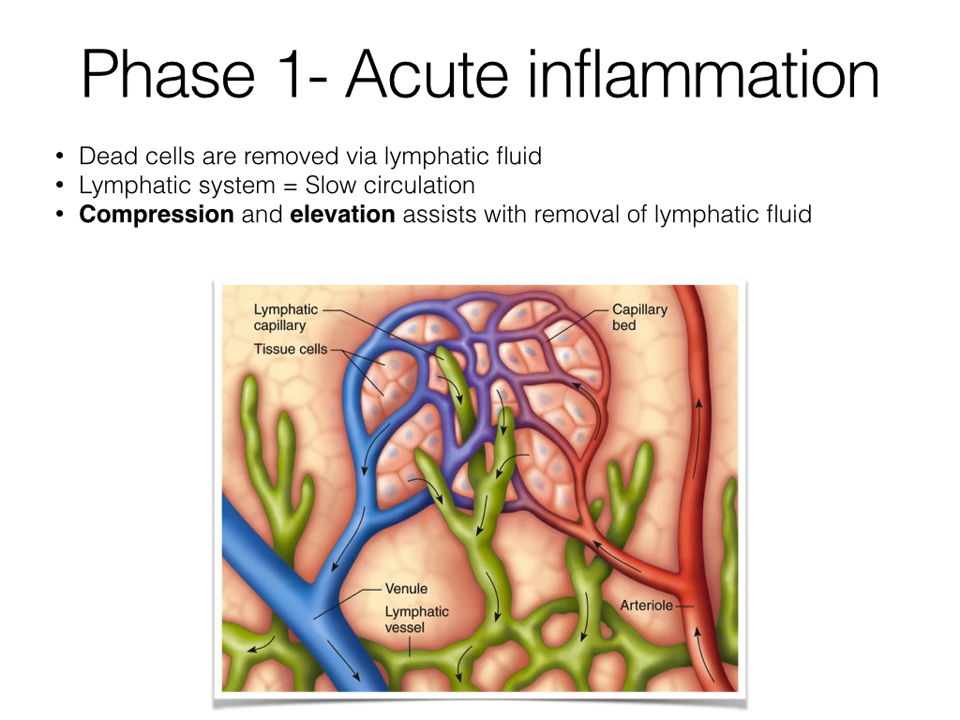 Phase 1- Acute inflammation
• Dead cells are removed via lymphatic fluid
• Lymphatic system = Slow circulation
• Compression and elevation assists with removal of lymphatic fluid
Lymphatic
capillary
Tissue cells
Capillary
bed
Venule
Lymphatic
vessel
Arteriole